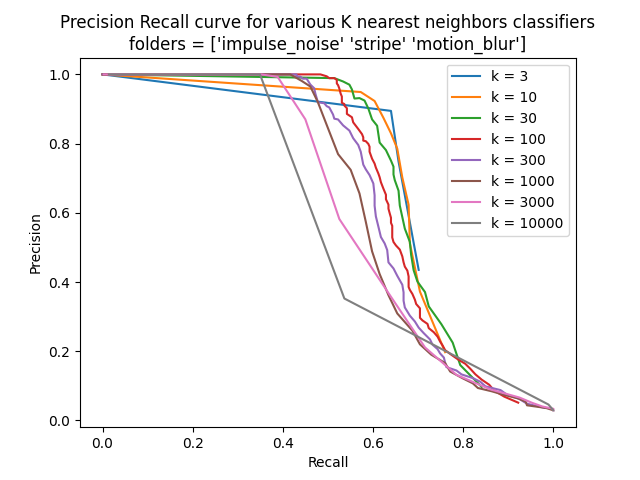 Precision Recall curve for various K nearest neighbors classifiers
folders = ['impulse_noise' 'stripe' 'motion_blur']
k = 3
k = 10
k = 30
k = 100
k = 300
k = 1000
k = 3000
k = 10000
Precision
1.0
0.8
0.6
0.4
0.2
0.0
0.0 0.2 0.4 0.6 0.8 1.0
Recall